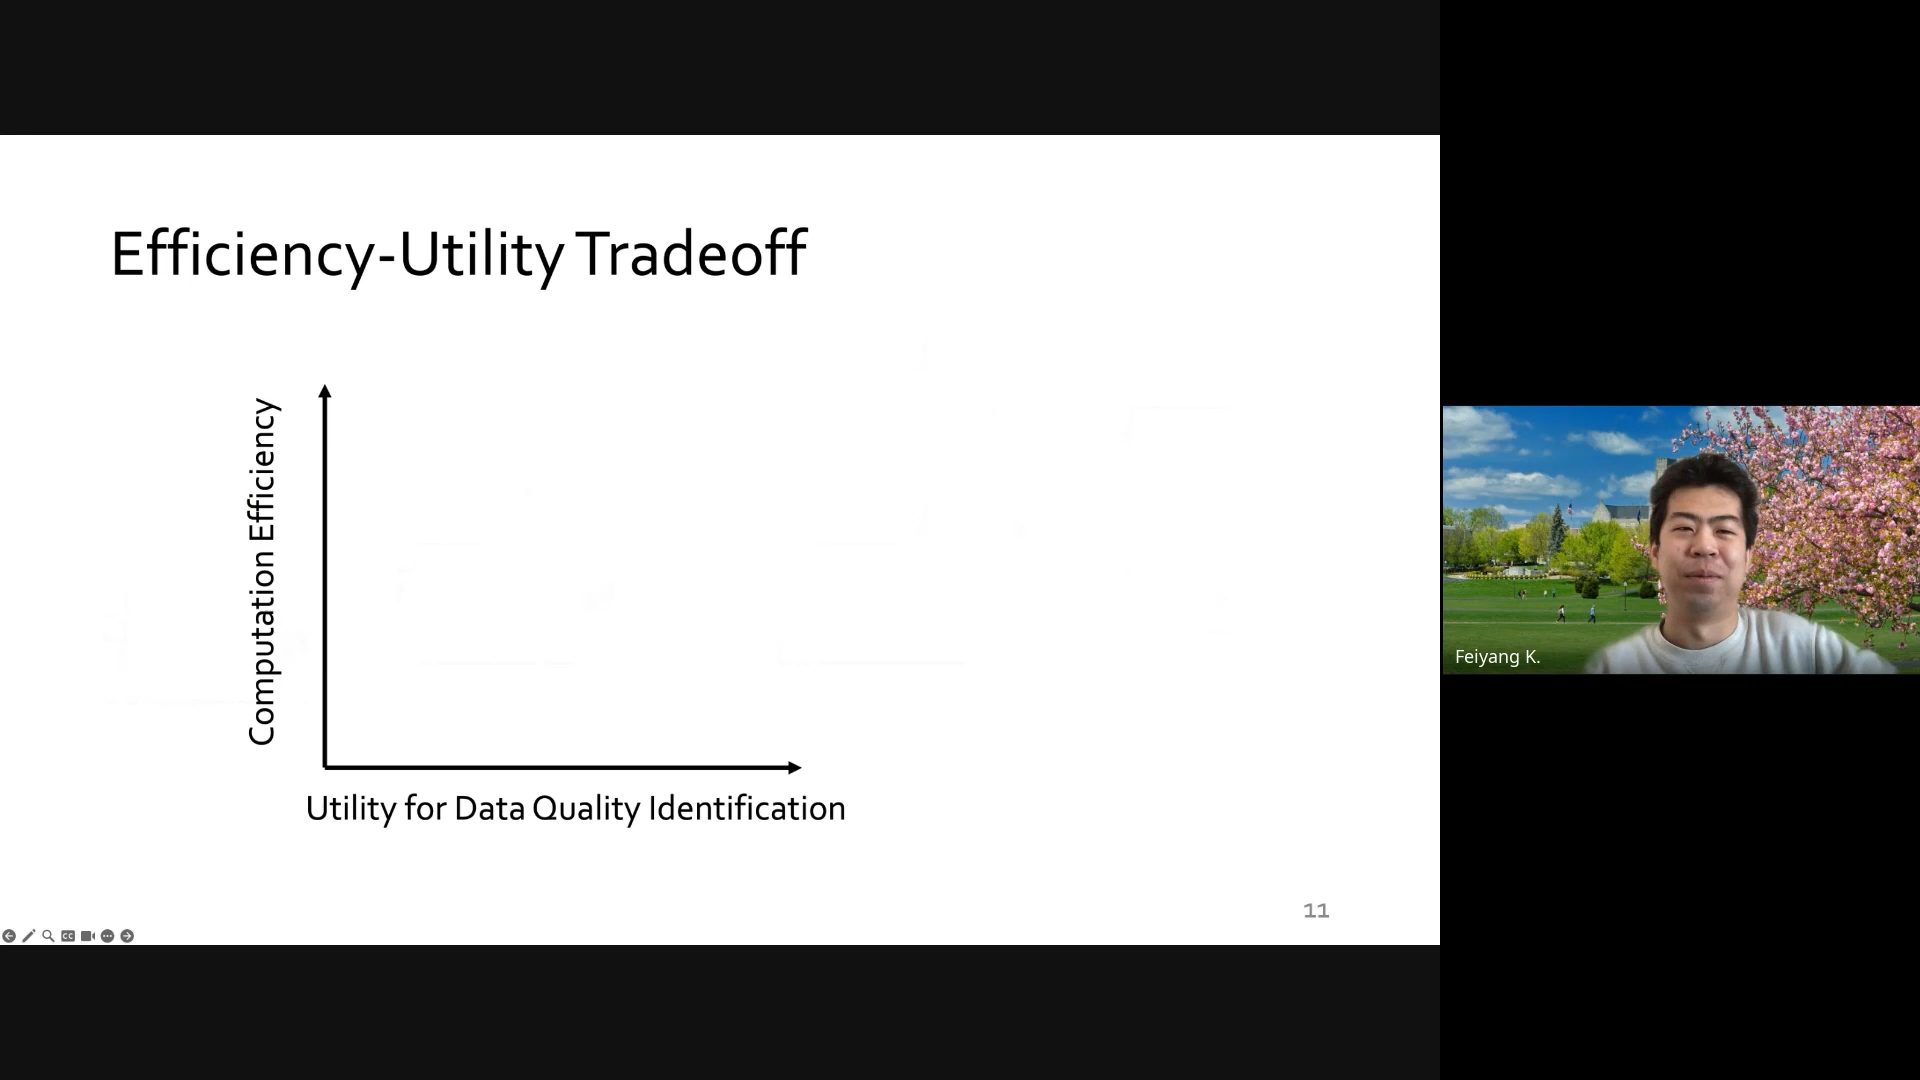 Efficiency-Utility Tradeoff
Computation Efficiency
Utility for Data Quality Identification
11
Feiyang K.